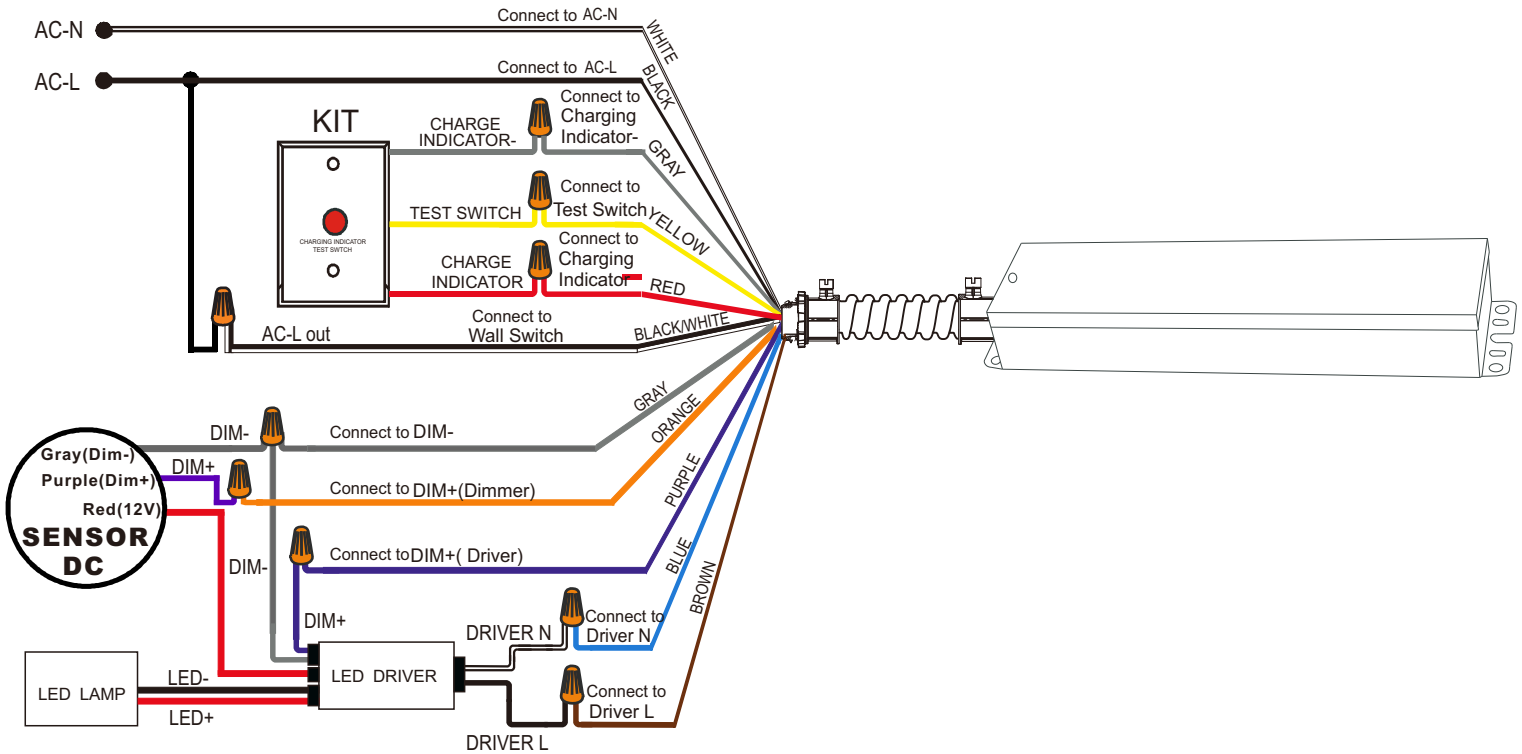 AC-N
Connect to AC-N
WHITE
AC-L
Connect to AC-L
BLACK
KIT
CHARGE
INDICATOR-
Connect to
Charging
Indicator-
GRAY
TEST SWITCH
Connect to
Test Switch
YELLOW
CHARGING INDICATOR
TEST SWTCH
CHARGE
INDICATOR
Connect to
Charging
Indicator
RED
AC-L out
Connect to
Wall Switch
BLACK/WHITE
DIM-
Connect to DIM-
GRAY
Gray(Dim-)
Purple(Dim+)
Red(12V)
SENSOR
DC
DIM+
Connect to DIM+(Dimmer)
ORANGE
DIM-
Connect to DIM+( Driver)
PURPLE
DIM+
BLUE
BROWN
DRIVER N
Connect to
Driver N
LED LAMP
LED-
LED+
LED DRIVER
DRIVER L
Connect to
Driver L